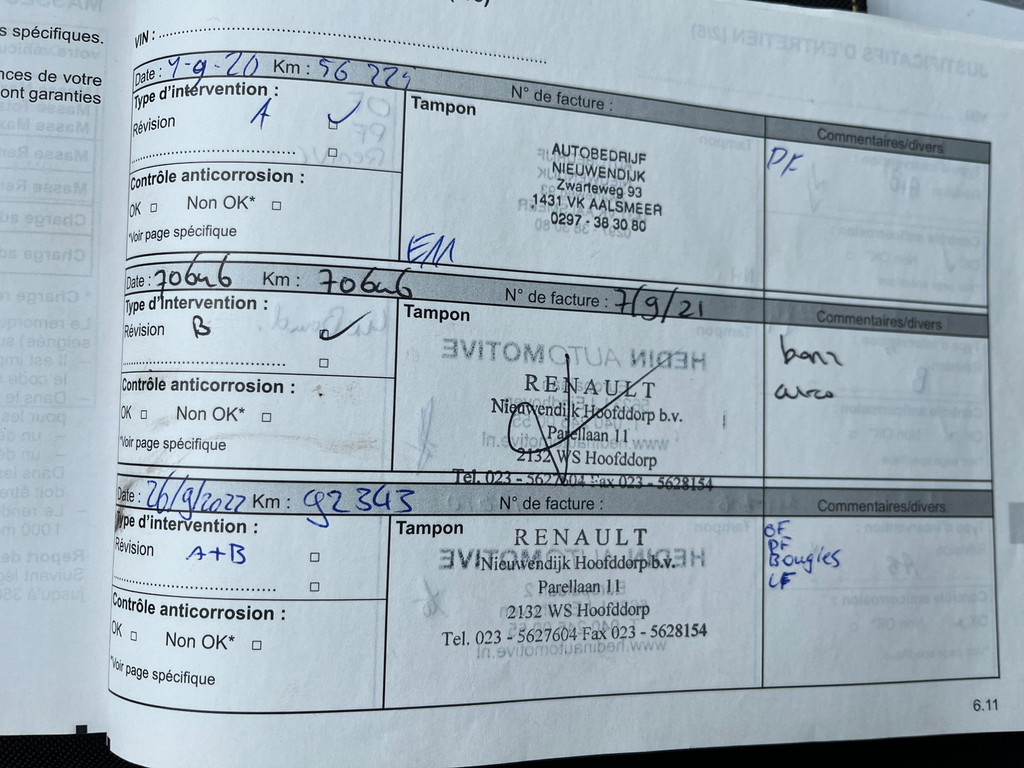 s spécifiques.
nces de votre
ont garanties
VIN :
Date : 9-9-20 Km : 56 229 N° de facture :
Type d'intervention :
Révision A
Contrôle anticorrosion :
OK Non OK*
*Voir page spécifique
Tampon
AUTOBEDRIJF
NIEUWENDIJK
Zwarteweg 93
1431 VK AALSMEER
0297 - 38 30 80
EM
Commentaires/divers
PF
Date : 70646 Km : 70646 N° de facture : 7/9/21
Type d'intervention :
Révision B
Contrôle anticorrosion :
OK Non OK*
*Voir page spécifique
Tampon
RENAULT
Nieuwendijk Hoofddorp b.v.
Parellaan 11
2132 WS Hoofddorp
Tel. 023 - 5627604 Fax 023 - 5628154
Commentaires/divers
Date : 26/9/2022 Km : 92343 N° de facture :
Type d'intervention :
Révision A+B
Contrôle anticorrosion :
OK Non OK*
*Voir page spécifique
Tampon
RENAULT
Nieuwendijk Hoofddorp b.v.
Parellaan 11
2132 WS Hoofddorp
Tel. 023 - 5627604 Fax 023 - 5628154
Commentaires/divers
OF
PF
Bougies
LF
6.11